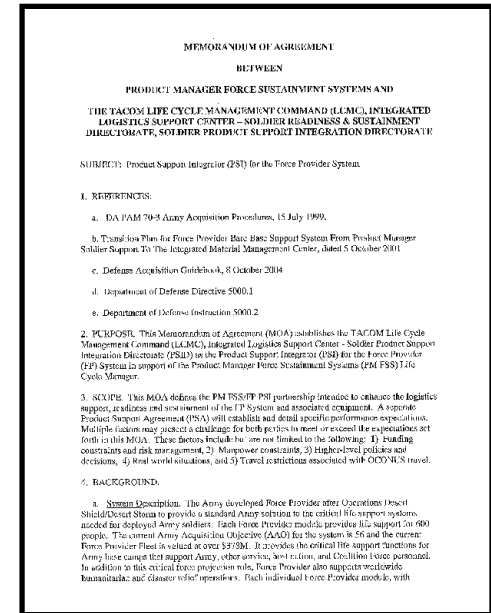 MEMORANDUM OF AGREEMENT
BETWEEN
PRODUCT MANAGER FORCE SUSTAINMENT SYSTEMS AND
THE TACOM LIFE CYCLE MANAGEMENT COMMAND (LCMC), INTEGRATED
LOGISTICS SUPPORT CENTER – SOLDIER READINESS & SUSTAINMENT
DIRECTORATE, SOLDIER PRODUCT SUPPORT INTEGRATION DIRECTORATE
SUBJECT: Product Support Integrator (PSI) for the Force Provider System
1. REFERENCES:
a. DA PAM 70-3 Army Acquisition Procedures, 15 July 1999.
b. Transition Plan for Force Provider Bare Base Support System From Product Manager
Soldier Support To The Integrated Material Management Center, dated 5 October 2001
c. Defense Acquisition Guidebook, 8 October 2004
d. Department of Defense Directive 5000.1
e. Department of Defense Instruction 5000.2
2. PURPOSE. This Memorandum of Agreement (MOA) establishes the TACOM Life Cycle
Management Command (LCMC), Integrated Logistics Support Center - Soldier Product Support
Integration Directorate (PSID) as the Product Support Integrator (PSI) for the Force Provider
(FP) System in support of the Product Manager Force Sustainment Systems (PM FSS) Life
Cycle Manager.
3. SCOPE. This MOA defines the PM FSS/FP PSI partnership intended to enhance the logistics
support, readiness and sustainment of the FP System and associated equipment. A separate
Product Support Agreement (PSA) will establish and detail specific performance expectations.
Multiple factors may present a challenge for both parties to meet or exceed the expectations set
forth in this MOA. These factors include but are not limited to the following: 1) Funding
constraints and risk management, 2) Manpower constraints, 3) Higher-level policies and
decisions, 4) Real world situations, and 5) Travel restrictions associated with OCONUS travel.
4. BACKGROUND.
a. System Description. The Army developed Force Provider after Operations Desert
Shield/Desert Storm to provide a standard Army solution to the critical life support systems
needed for deployed Army soldiers. Each Force Provider module provides life support for 600
people. The current Army Acquisition Objective (AAO) for the system is 56 and the current
Force Provider Fleet is valued at over $378M. It provides the critical life support functions for
Army base camps that support Army, other service, host nation, and Coalition Force personnel.
In addition to this critical force projection role, Force Provider also supports worldwide
humanitarian and disaster relief operations. Each individual Force Provider module, with